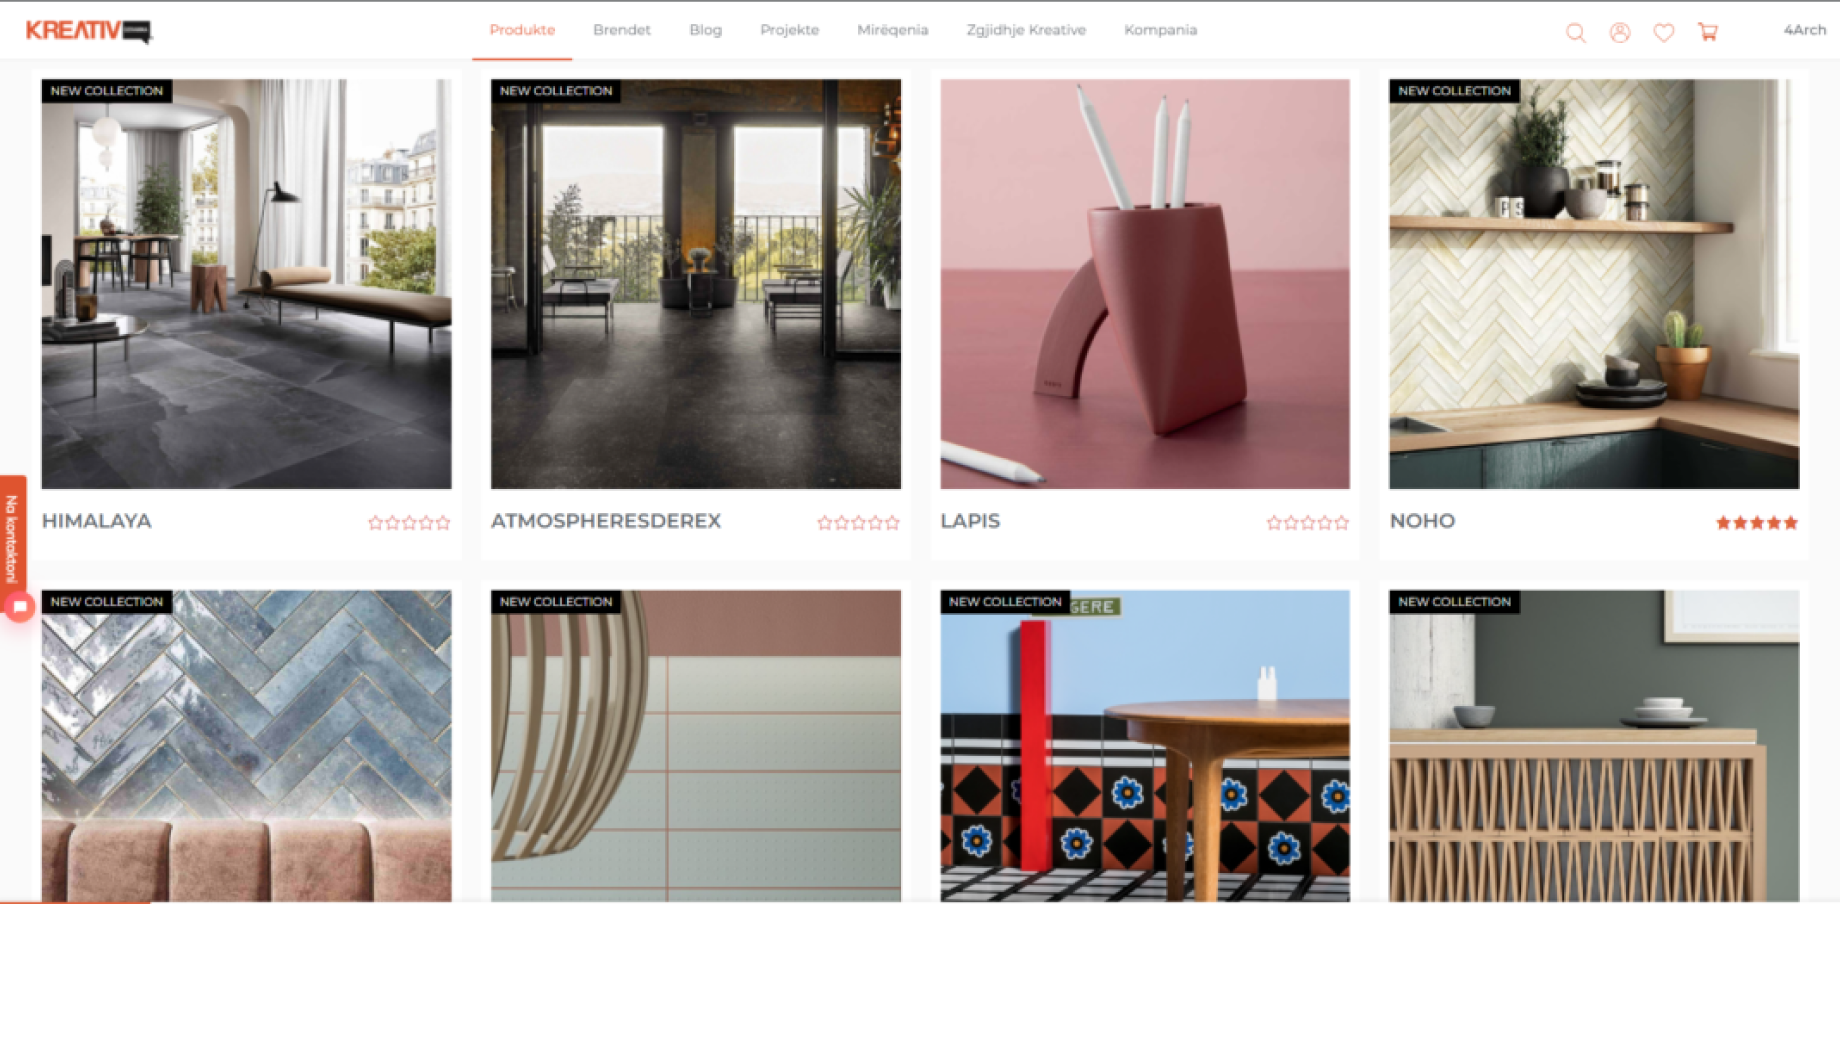 KREATIV
Produkte
Brendet
Blog
Projekte
Mirëqenia
Zgjidhje Kreative
Kompania
4Arch
NEW COLLECTION
NEW COLLECTION
NEW COLLECTION
HIMALAYA
ATMOSPHERESDEREX
LAPIS
NOHO
Na kontaktoni
NEW COLLECTION
NEW COLLECTION
NEW COLLECTION
GERE
NEW COLLECTION